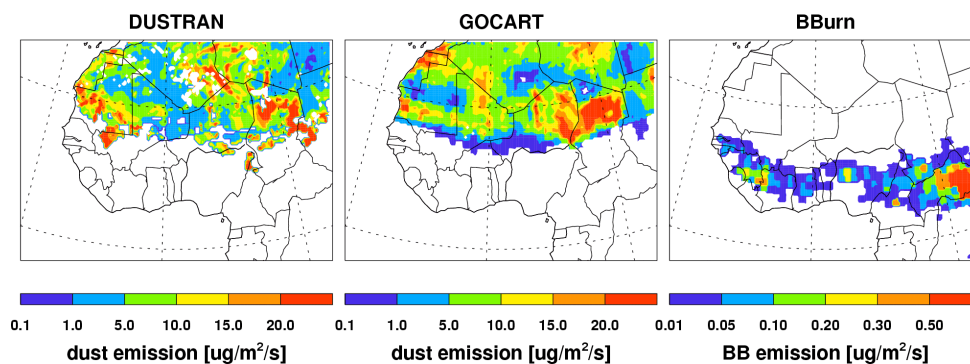 DUSTRAN GOCART BBurn
0.1 1.0 5.0 10.0 15.0 20.0 0.1 1.0 5.0 10.0 15.0 20.0 0.01 0.05 0.10 0.20 0.30 0.50
dust emission [ug/m²/s] dust emission [ug/m²/s] BB emission [ug/m²/s]